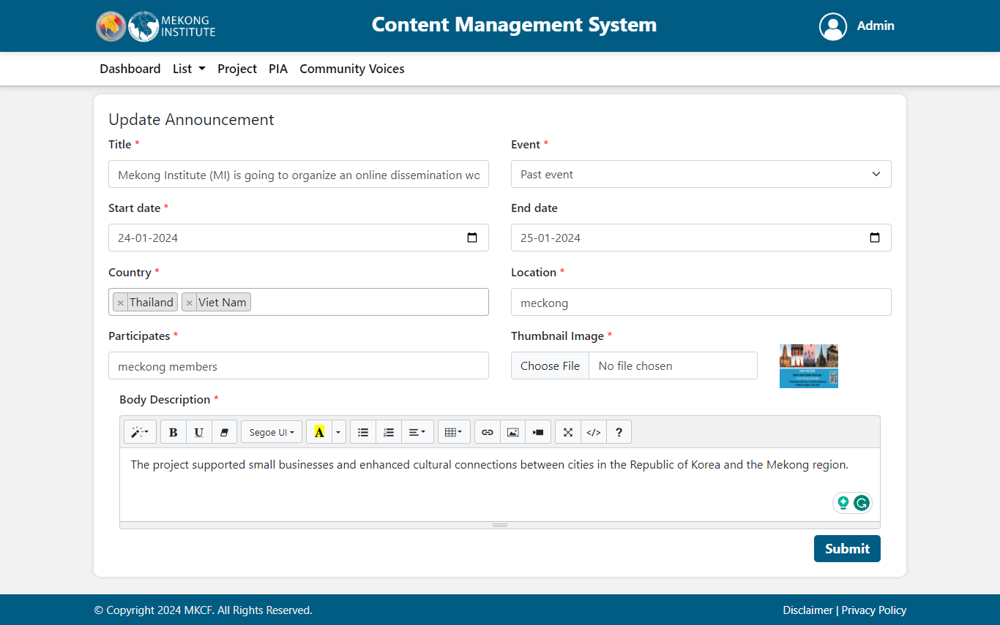 MEKONG
INSTITUTE
Content Management System
Admin
Dashboard List Project PIA Community Voices
Update Announcement
Title * Event *
Mekong Institute (MI) is going to organize an online dissemination wo Past event
Start date * End date
24-01-2024 25-01-2024
Country * Location *
× Thailand × Viet Nam meckong
Participates * Thumbnail Image *
meckong members Choose File No file chosen
Body Description *
B U Segoe UI A </> ?
The project supported small businesses and enhanced cultural connections between cities in the Republic of Korea and the Mekong region.
Submit
© Copyright 2024 MKCF. All Rights Reserved. Disclaimer | Privacy Policy